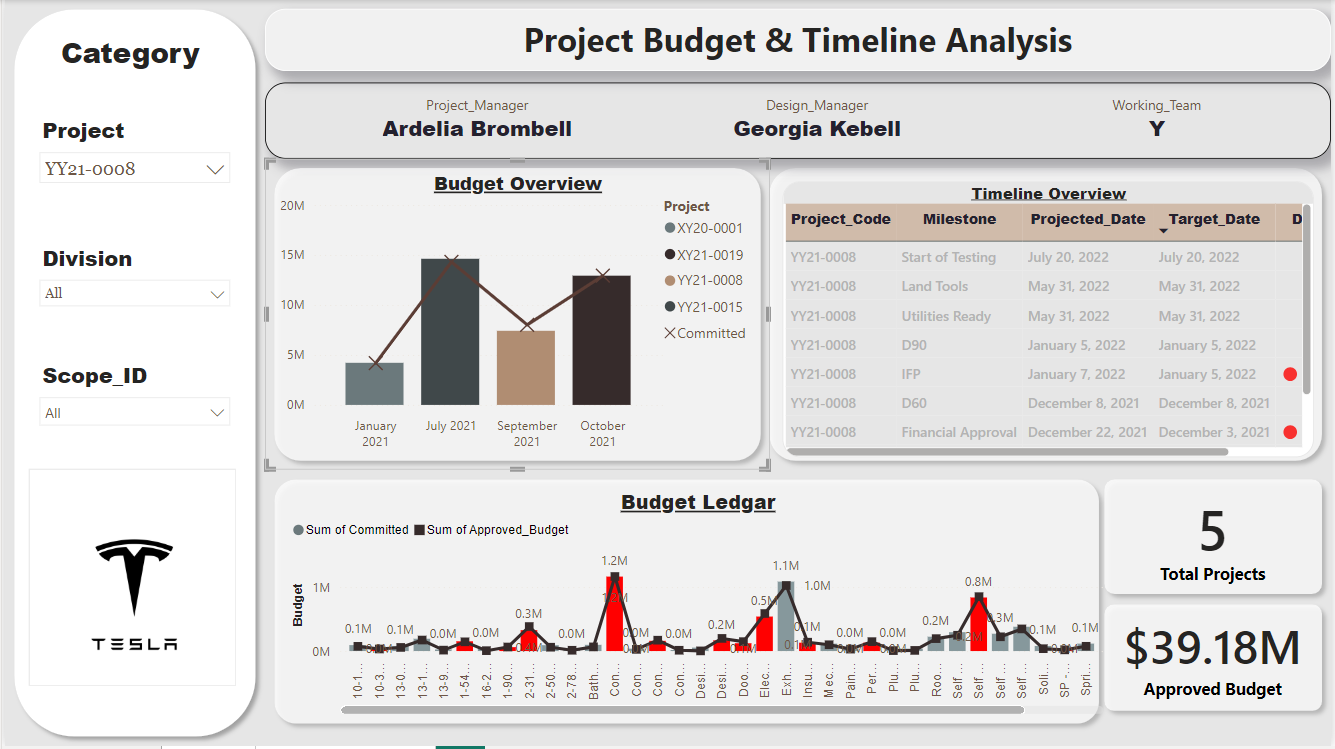 Category
Project
YY21-0008
Division
All
Scope_ID
All
TESLA
Project Budget & Timeline Analysis
Project_Manager
Ardelia Brombell
Design_Manager
Georgia Kebell
Working_Team
Y
Budget Overview
20M
15M
10M
5M
0M
January
2021
July 2021
September
2021
October
2021
Project
XY20-0001
XY21-0019
YY21-0008
YY21-0015
Committed
Timeline Overview
Project_Code Milestone Projected_Date Target_Date D
YY21-0008 Start of Testing July 20, 2022 July 20, 2022
YY21-0008 Land Tools May 31, 2022 May 31, 2022
YY21-0008 Utilities Ready May 31, 2022 May 31, 2022
YY21-0008 D90 January 5, 2022 January 5, 2022
YY21-0008 IFP January 7, 2022 January 5, 2022
YY21-0008 D60 December 8, 2021 December 8, 2021
YY21-0008 Financial Approval December 22, 2021 December 3, 2021
Budget Ledgar
Sum of Committed Sum of Approved_Budget
Budget
1M
0M
0.1M 0.1M 0.0M 0.0M 0.3M 0.0M 1.2M 0.0M 0.0M 0.2M 0.5M 1.1M 1.0M 0.1M 0.0M 0.0M 0.2M 0.8M 0.3M 0.1M 0.1M
10-1...
10-3...
13-0...
13-1...
13-9...
1-54...
16-2...
1-90...
2-31...
2-50...
2-78...
Bath...
Con...
Con...
Con...
Con...
Desi...
Desi...
Doo...
Elec...
Exh...
Insu...
Mec...
Pain...
Per...
Plu...
Plu...
Roo...
Self ...
Self ...
Self ...
Self ...
Soli...
SP -...
Spri...
5
Total Projects
$39.18M
Approved Budget